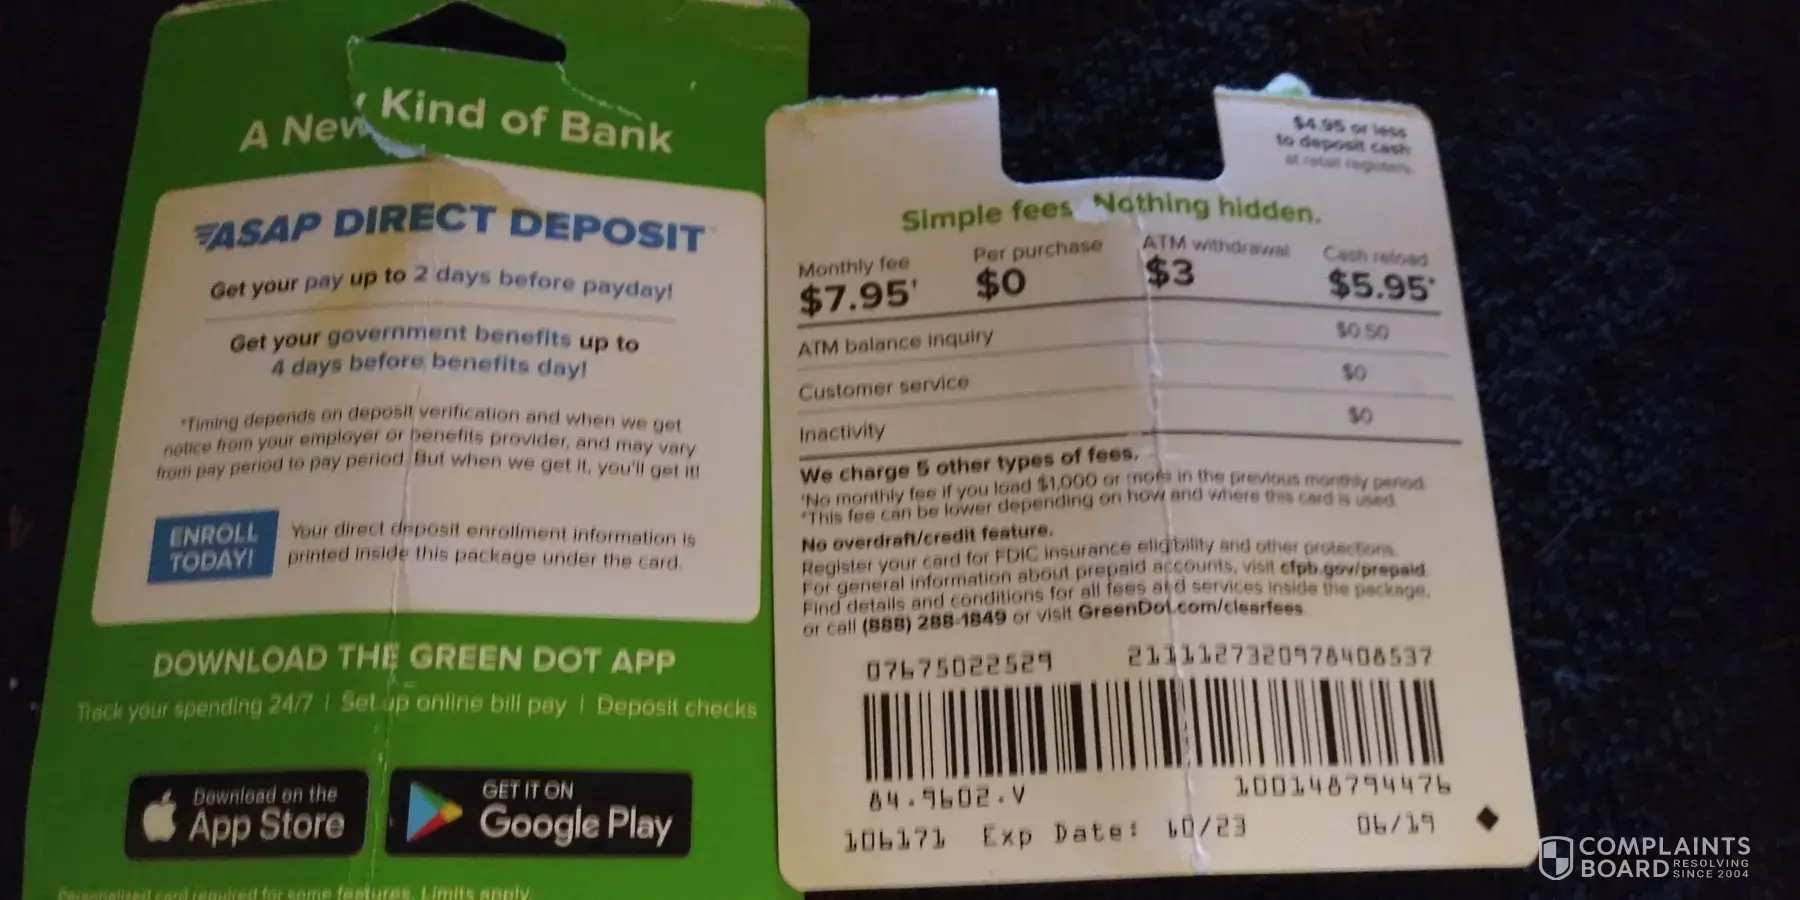 A New Kind of Bank
ASAP DIRECT DEPOSIT™
Get your pay up to 2 days before payday!
Get your government benefits up to
4 days before benefits day!
*Timing depends on deposit verification and when we get
notice from your employer or benefits provider, and may vary
from pay period to pay period. But when we get it, you'll get it!
ENROLL
TODAY!
Your direct deposit enrollment information is
printed inside this package under the card.
DOWNLOAD THE GREEN DOT APP
Track your spending 24/7 | Set up online bill pay | Deposit checks
Download on the
App Store
GET IT ON
Google Play
Personalized card required for some features. Limits apply.
$4.95 or less
to deposit cash
at retail registers.
Simple fees Nothing hidden.
Monthly fee
$7.95†
Per purchase
$0
ATM withdrawal
$3
Cash reload
$5.95*
ATM balance inquiry $0.50
Customer service $0
Inactivity $0
We charge 5 other types of fees.
†No monthly fee if you load $1,000 or more in the previous monthly period.
*This fee can be lower depending on how and where this card is used.
No overdraft/credit feature.
Register your card for FDIC insurance eligibility and other protections.
For general information about prepaid accounts, visit cfpb.gov/prepaid.
Find details and conditions for all fees and services inside the package,
or call (888) 288-1849 or visit GreenDot.com/clearfees.
07675022529 2111127320978408537
84.9602.V 100148794476
106171 Exp Date: 10/23 06/19
COMPLAINTS
BOARD RESOLVING
SINCE 2004